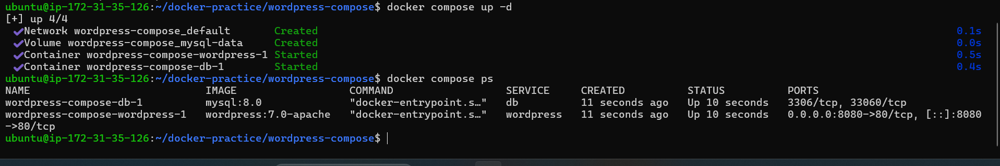 ubuntu@ip-172-31-35-126:~/docker-practice/wordpress-compose$ docker compose up -d
[+] up 4/4
✔Network wordpress-compose_default Created 0.1s
✔Volume wordpress-compose_mysql-data Created 0.0s
✔Container wordpress-compose-wordpress-1 Started 0.5s
✔Container wordpress-compose-db-1 Started 0.4s
ubuntu@ip-172-31-35-126:~/docker-practice/wordpress-compose$ docker compose ps
NAME IMAGE COMMAND SERVICE CREATED STATUS PORTS
wordpress-compose-db-1 mysql:8.0 "docker-entrypoint.s…" db 11 seconds ago Up 10 seconds 3306/tcp, 33060/tcp
wordpress-compose-wordpress-1 wordpress:7.0-apache "docker-entrypoint.s…" wordpress 11 seconds ago Up 10 seconds 0.0.0.0:8080->80/tcp, [::]:8080
->80/tcp
ubuntu@ip-172-31-35-126:~/docker-practice/wordpress-compose$